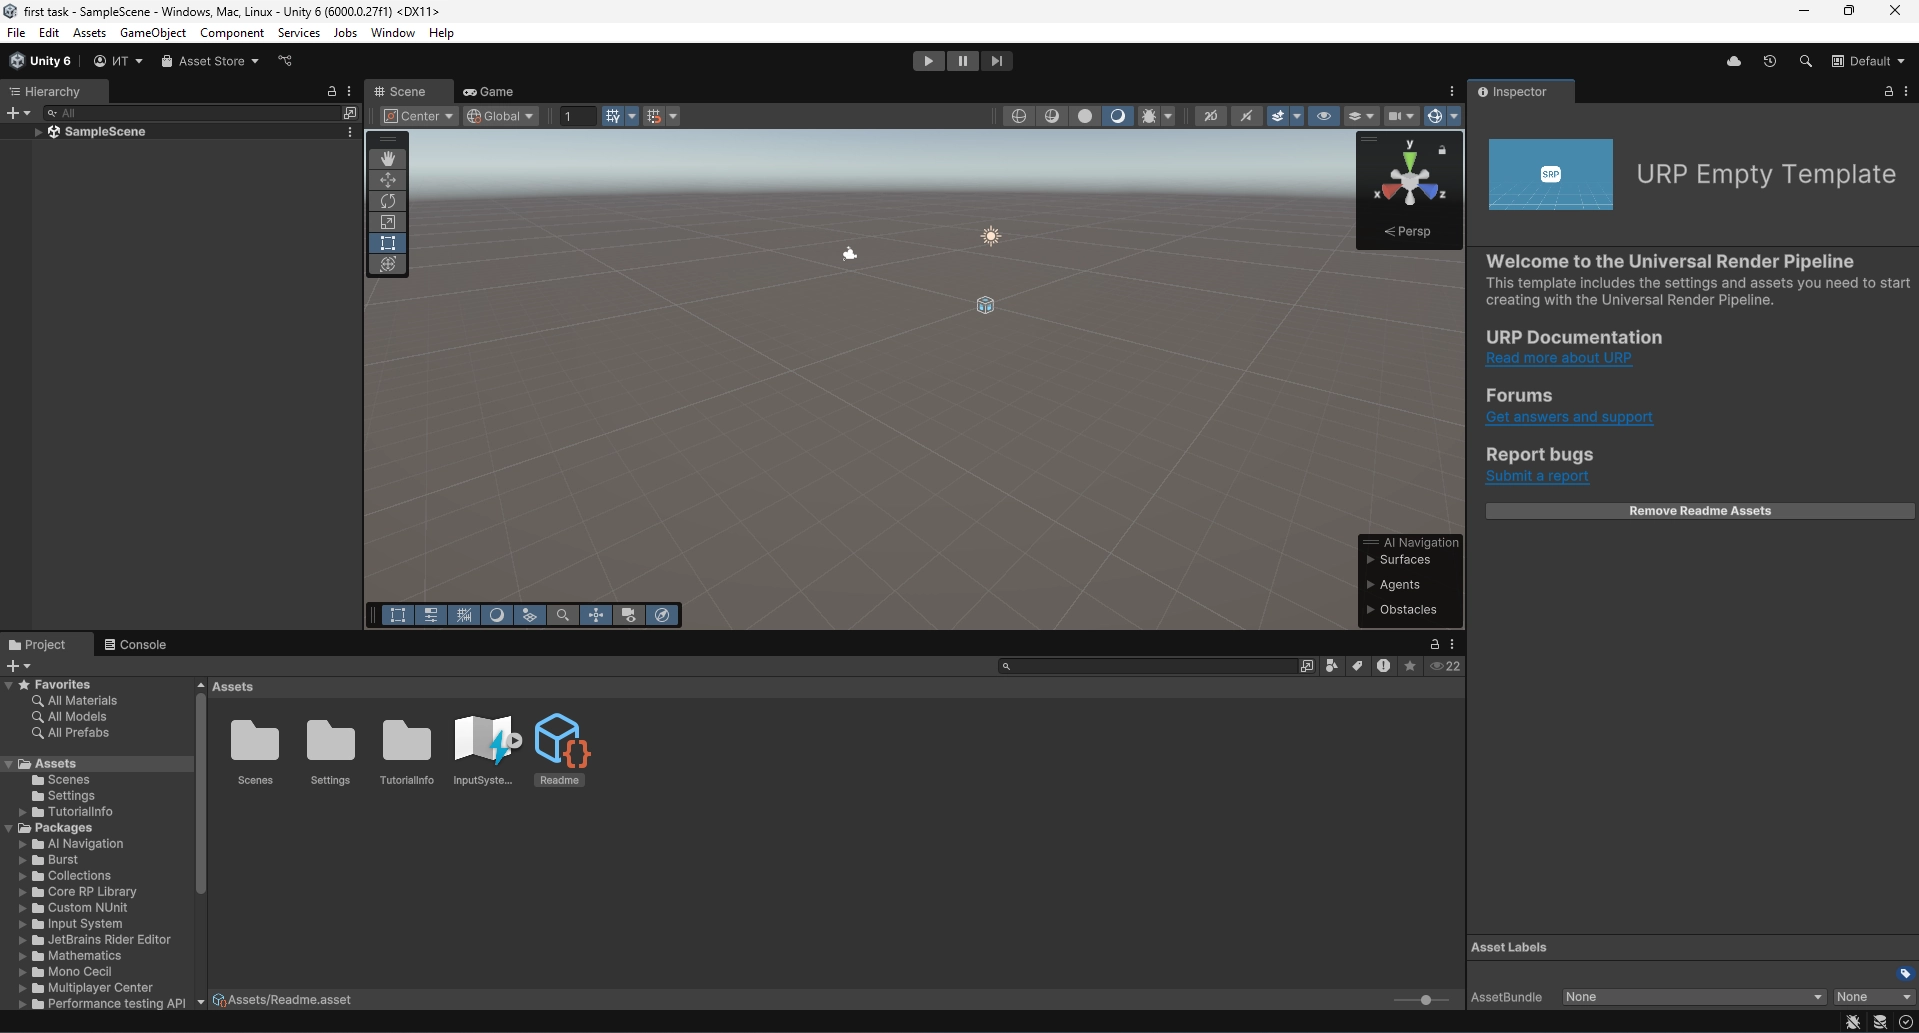 first task - SampleScene - Windows, Mac, Linux - Unity 6 (6000.0.27f1) <DX11>
File Edit Assets GameObject Component Services Jobs Window Help
Unity 6 ИТ Asset Store Default
Hierarchy
All
SampleScene
Scene Game
Center Global 1 2D
y
x z
Persp
AI Navigation
Surfaces
Agents
Obstacles
Inspector
SRP
URP Empty Template
Welcome to the Universal Render Pipeline
This template includes the settings and assets you need to start
creating with the Universal Render Pipeline.
URP Documentation
Read more about URP
Forums
Get answers and support
Report bugs
Submit a report
Remove Readme Assets
Project Console
22
Favorites
All Materials
All Models
All Prefabs
Assets
Scenes
Settings
TutorialInfo
Packages
AI Navigation
Burst
Collections
Core RP Library
Custom NUnit
Input System
JetBrains Rider Editor
Mathematics
Mono Cecil
Multiplayer Center
Performance testing API
Assets
Scenes Settings TutorialInfo InputSyste... Readme
Assets/Readme.asset
Asset Labels
AssetBundle None None